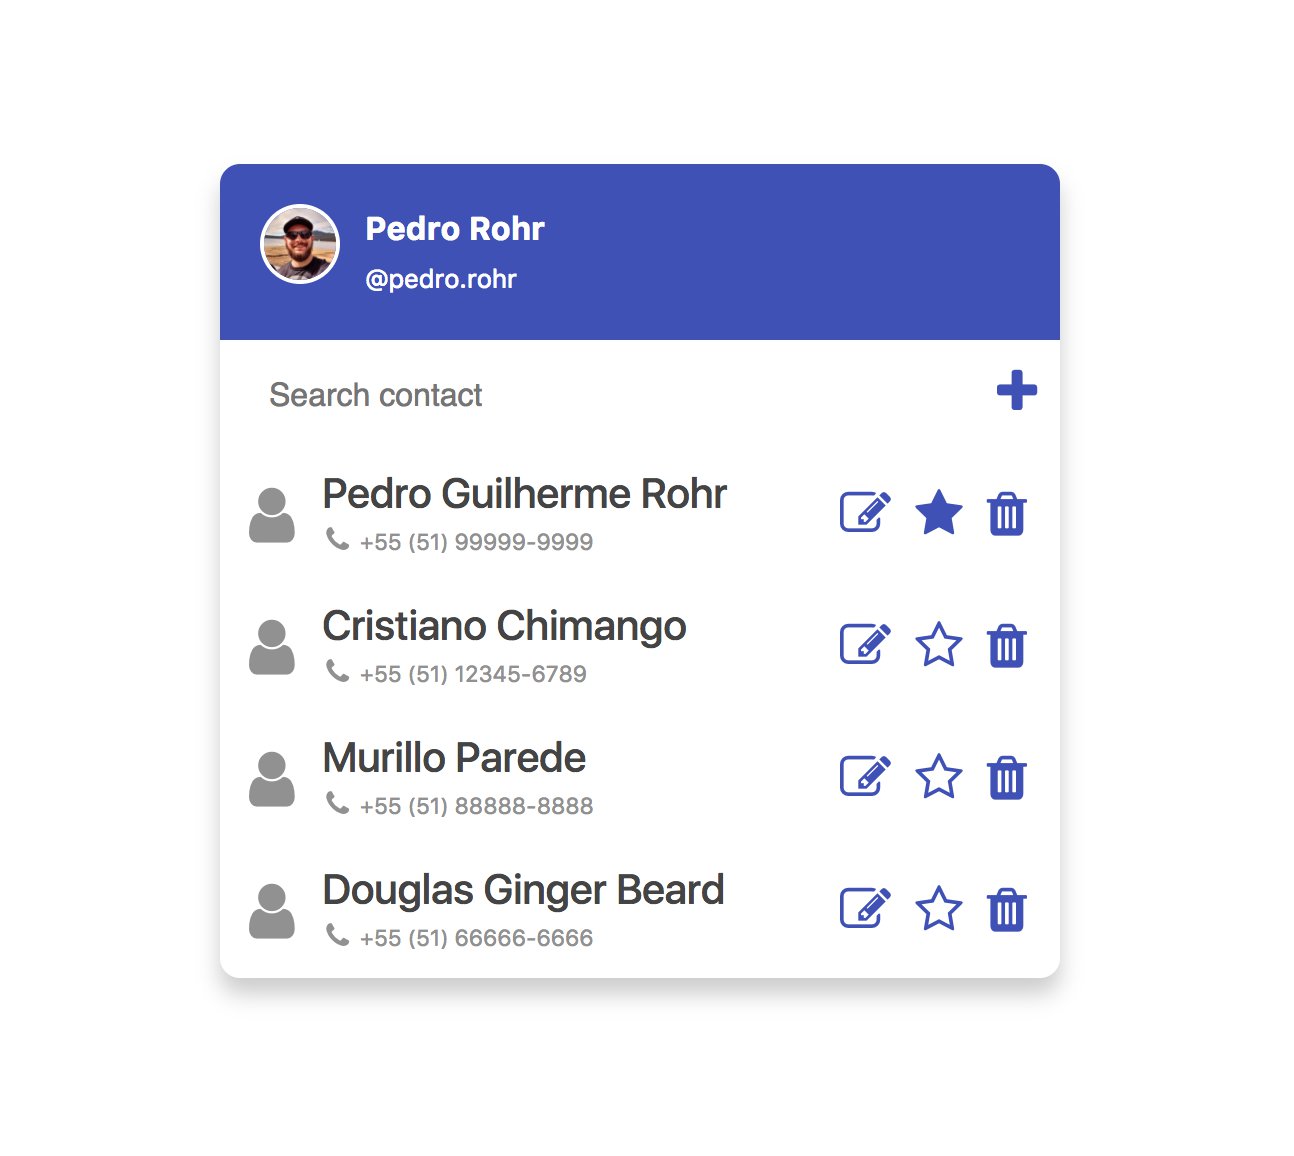 Pedro Rohr
@pedro.rohr
Search contact
Pedro Guilherme Rohr
+55 (51) 99999-9999
Cristiano Chimango
+55 (51) 12345-6789
Murillo Parede
+55 (51) 88888-8888
Douglas Ginger Beard
+55 (51) 66666-6666